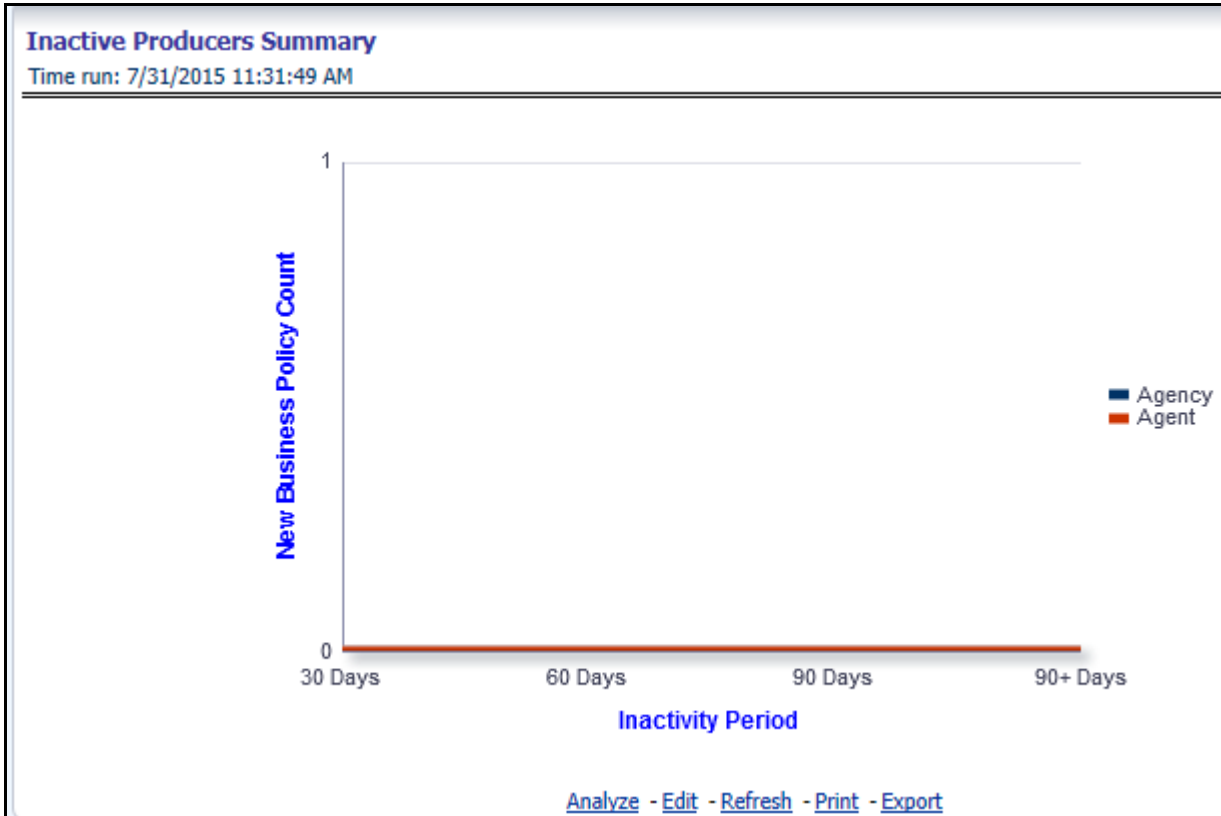 Inactive Producers Summary
Time run: 7/31/2015 11:31:49 AM
1
New Business Policy Count
Agency
Agent
0
30 Days 60 Days 90 Days 90+ Days
Inactivity Period
Analyze - Edit - Refresh - Print - Export